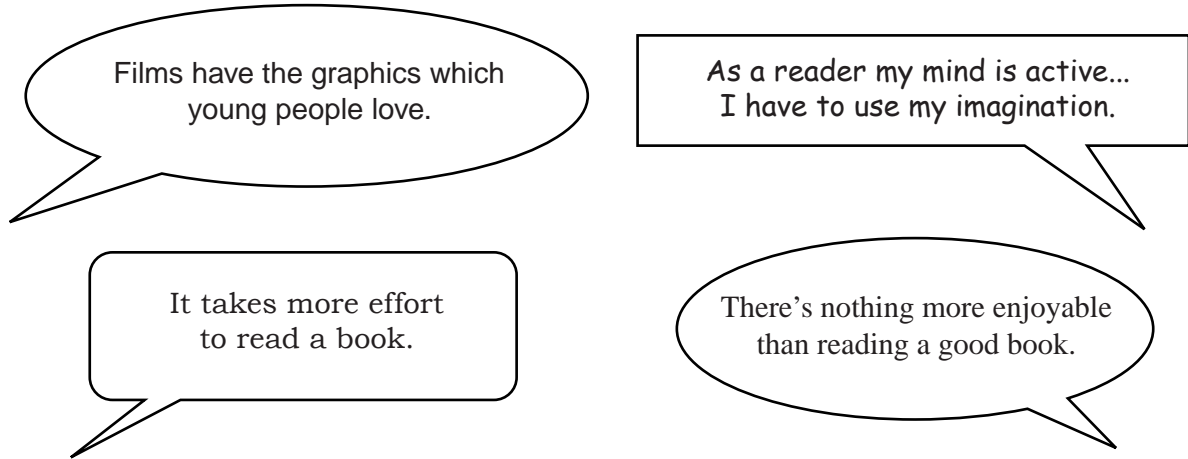 Films have the graphics which
young people love.
As a reader my mind is active...
I have to use my imagination.
It takes more effort
to read a book.
There’s nothing more enjoyable
than reading a good book.